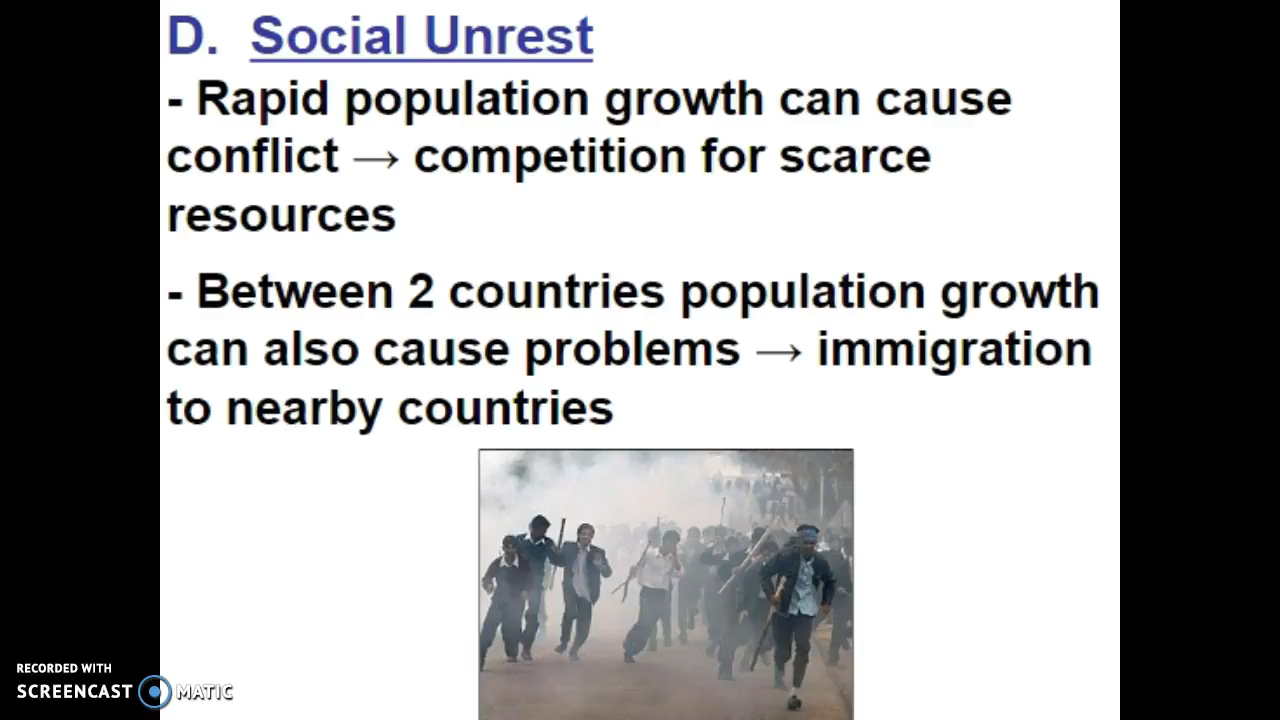 D. Social Unrest
- Rapid population growth can cause
conflict → competition for scarce
resources
- Between 2 countries population growth
can also cause problems → immigration
to nearby countries
RECORDED WITH
SCREENCAST MATIC